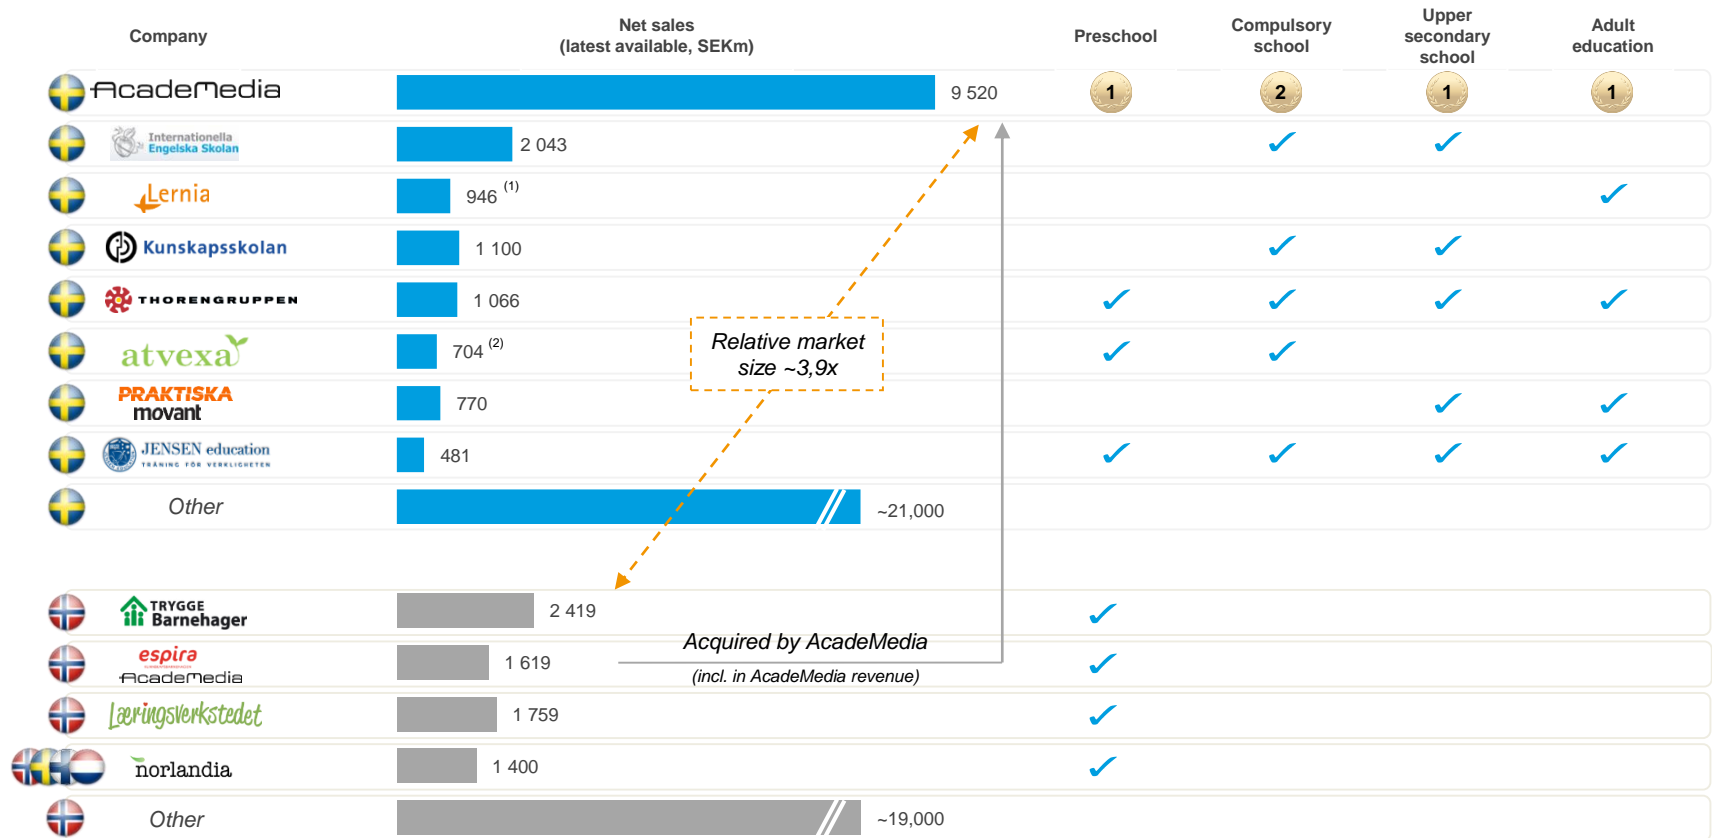 Company
Net sales
(latest available, SEKm)
Preschool
Compulsory
school
Upper
secondary
school
Adult
education
AcadeMedia
9 520
1
2
1
1
Internationella
Engelska Skolan
2 043
Lernia
946 (1)
Kunskapsskolan
1 100
THORENGRUPPEN
1 066
Relative market
size ~3,9x
atvexa
704 (2)
PRAKTISKA
movant
770
JENSEN education
TRÄNING FÖR VERKLIGHETEN
481
Other
~21,000
TRYGGE
Barnehager
2 419
Acquired by AcadeMedia
(incl. in AcadeMedia revenue)
espira
AcadeMedia
1 619
Læringsverkstedet
1 759
norlandia
1 400
Other
~19,000